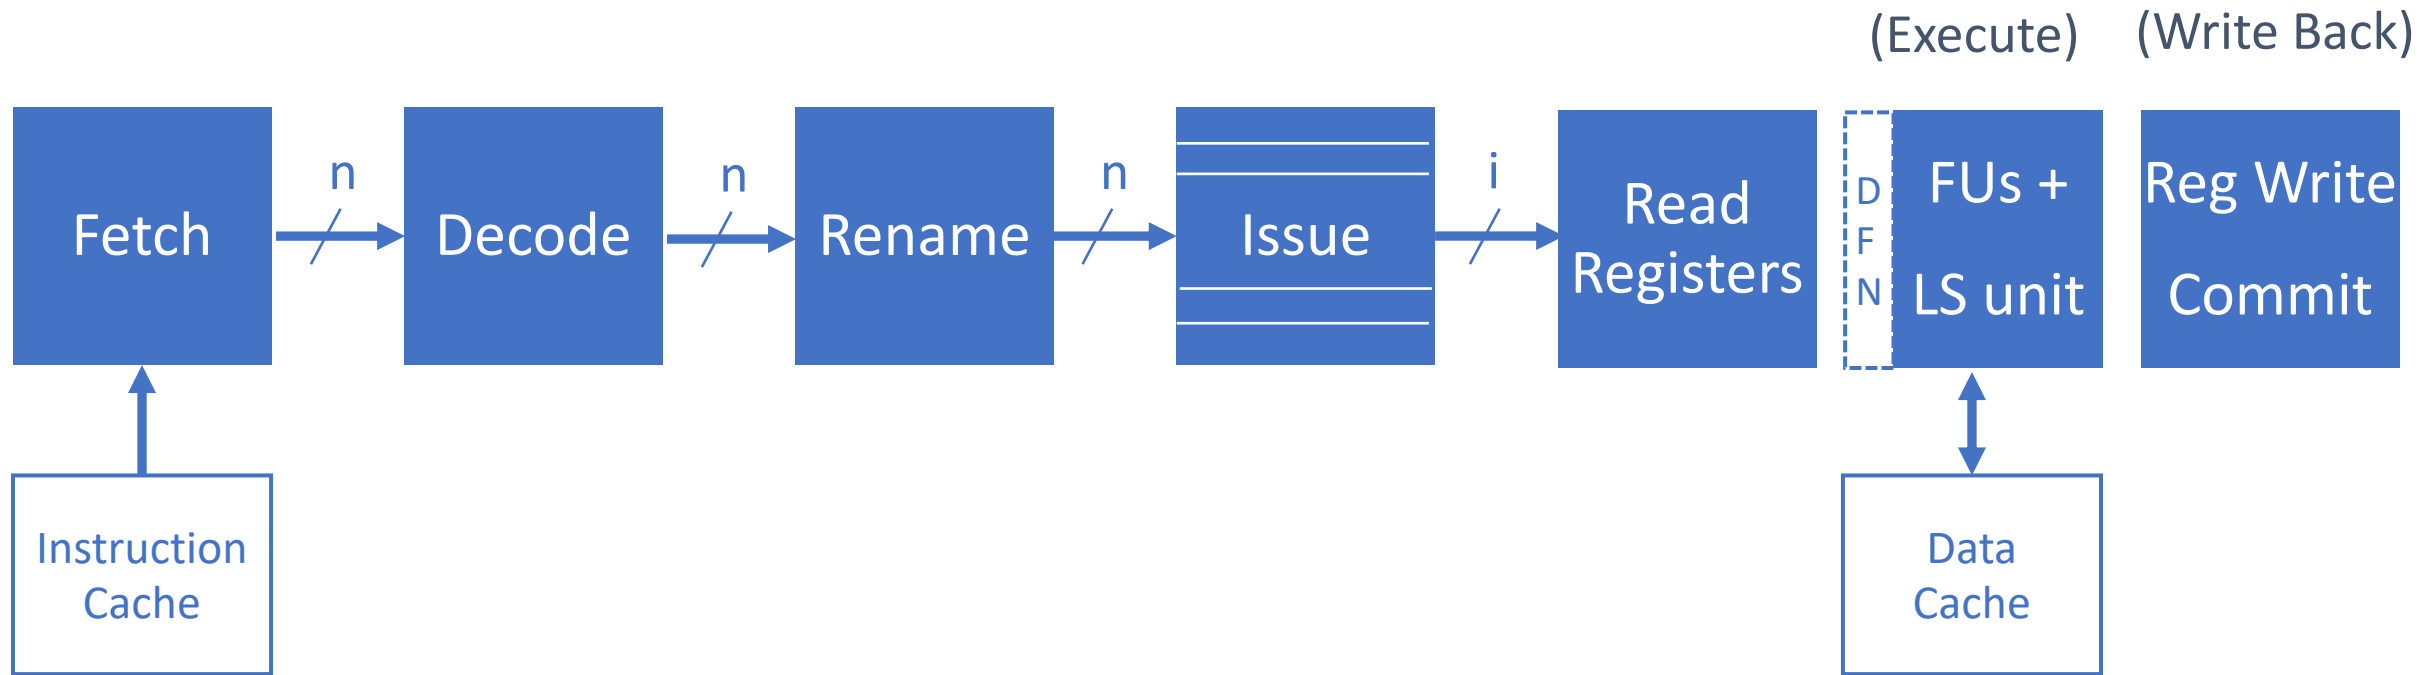 (Execute)
(Write Back)
Fetch
n
Decode
n
Rename
n
Issue
i
Read
Registers
D
F
N
FUs +
LS unit
Reg Write
Commit
Instruction
Cache
Data
Cache